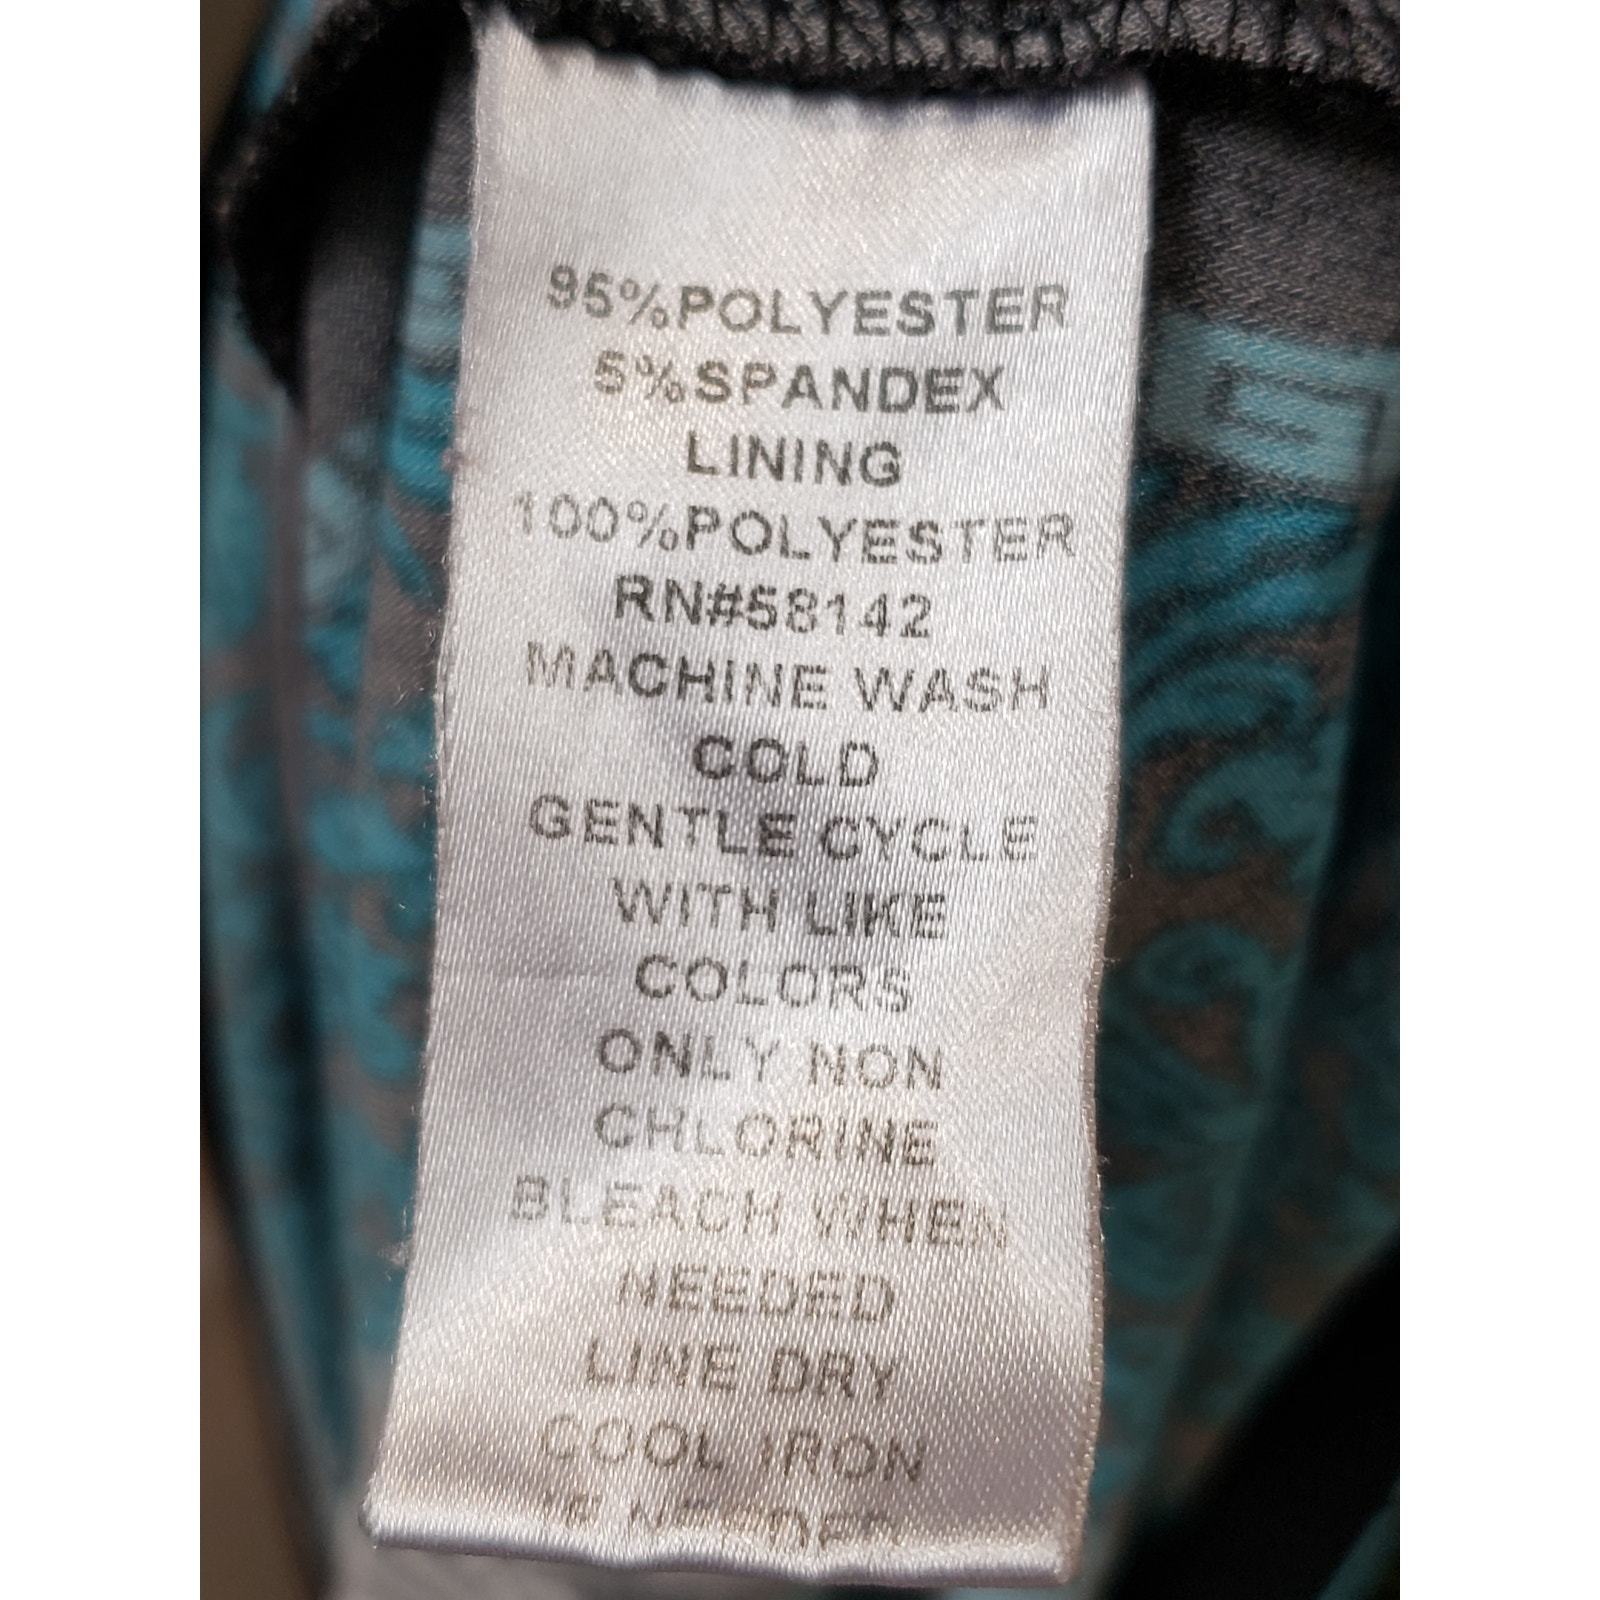 95%POLYESTER
5%SPANDEX
LINING
100%POLYESTER
RN#58142
MACHINE WASH
COLD
GENTLE CYCLE
WITH LIKE
COLORS
ONLY NON
CHLORINE
BLEACH WHEN
NEEDED
LINE DRY
COOL IRON